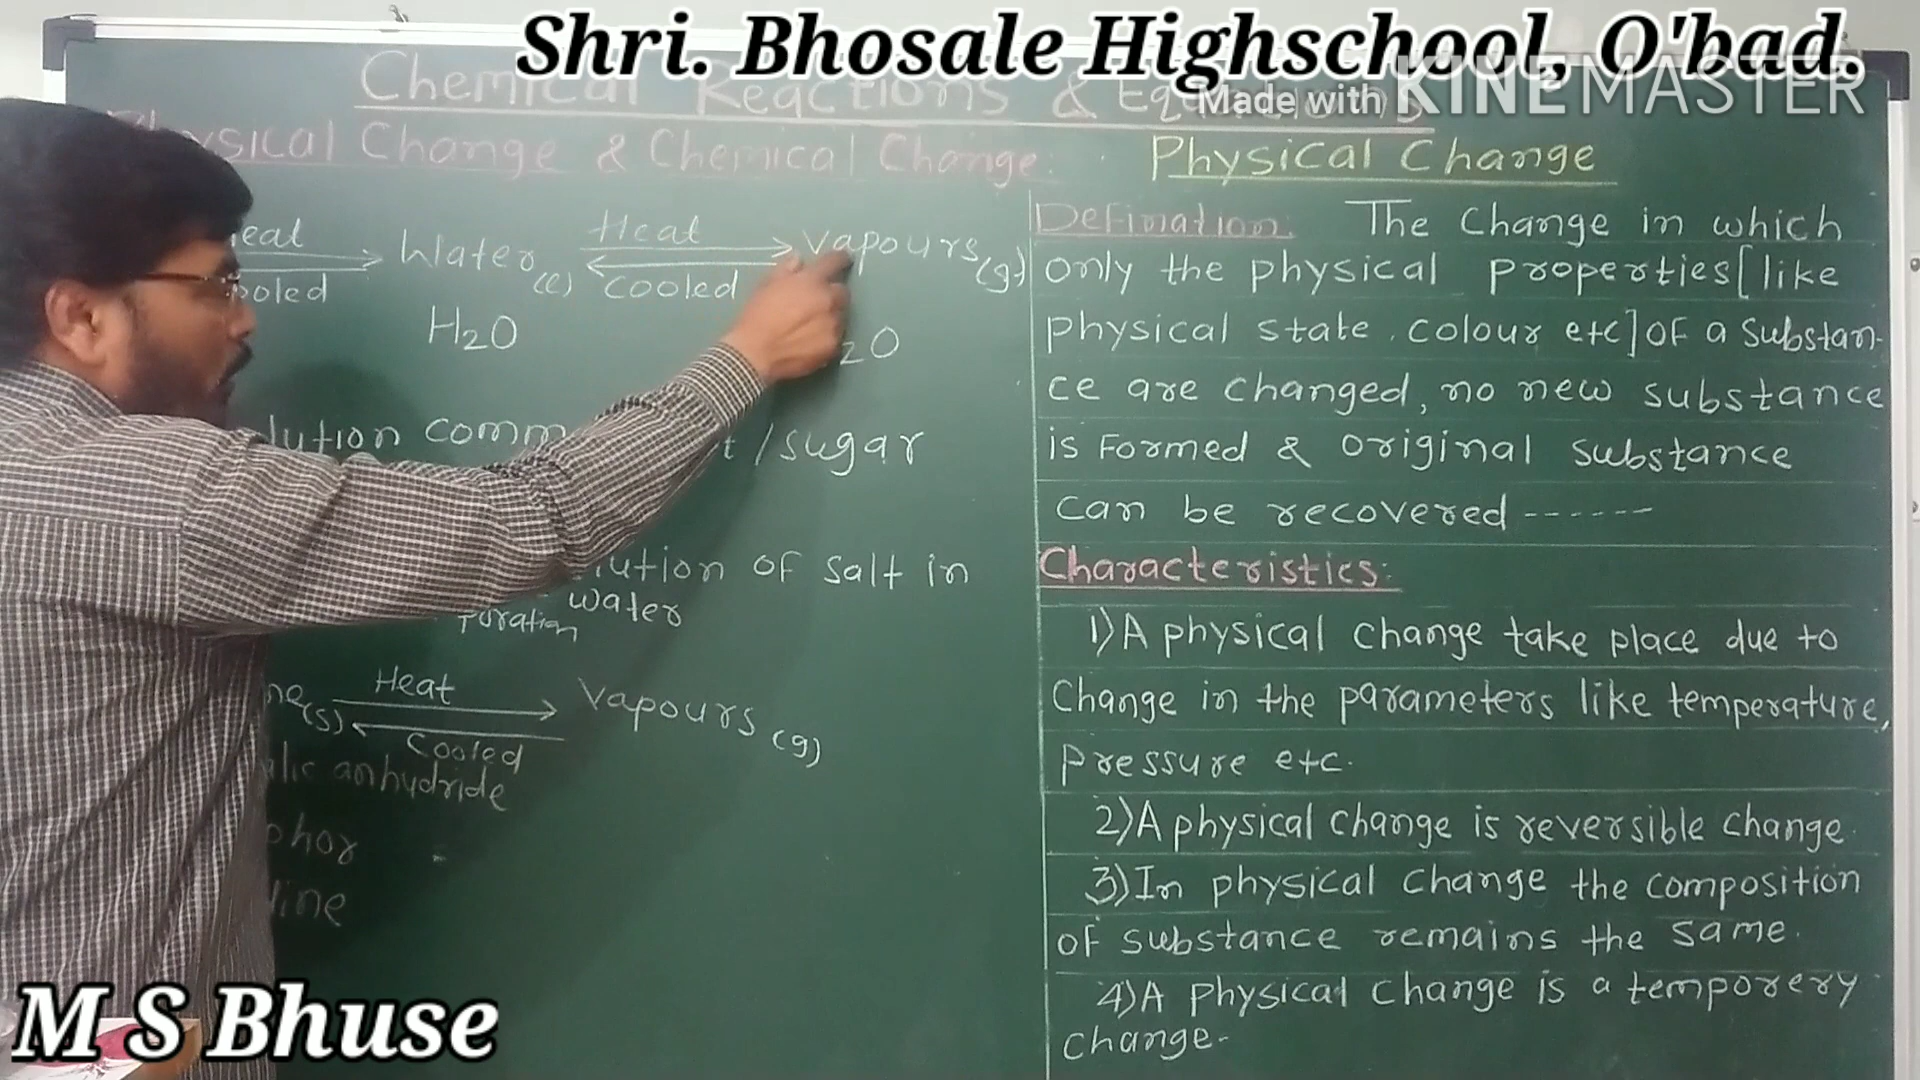 Shri. Bhosale Highschool, O'bad.
Made with KINEMASTER
Chemical Reactions &
Change & Chemical Change:
Heat
Water(l) Vapours(g)
cooled
H2O
/sugar
of salt in
water
Heat
(s) Vapours(g)
cooled
anhydride
Physical Change
Defination: The change in which
only the physical properties[like
physical state, colour etc]of a substan-
ce are changed, no new substance
is formed & original substance
can be recovered ------
Characteristics:
1)A physical change take place due to
change in the parameters like temperature,
pressure etc.
2)A physical change is reversible change.
3)In physical change the composition
of substance remains the same.
4)A physical change is a temporery
change-
M S Bhuse